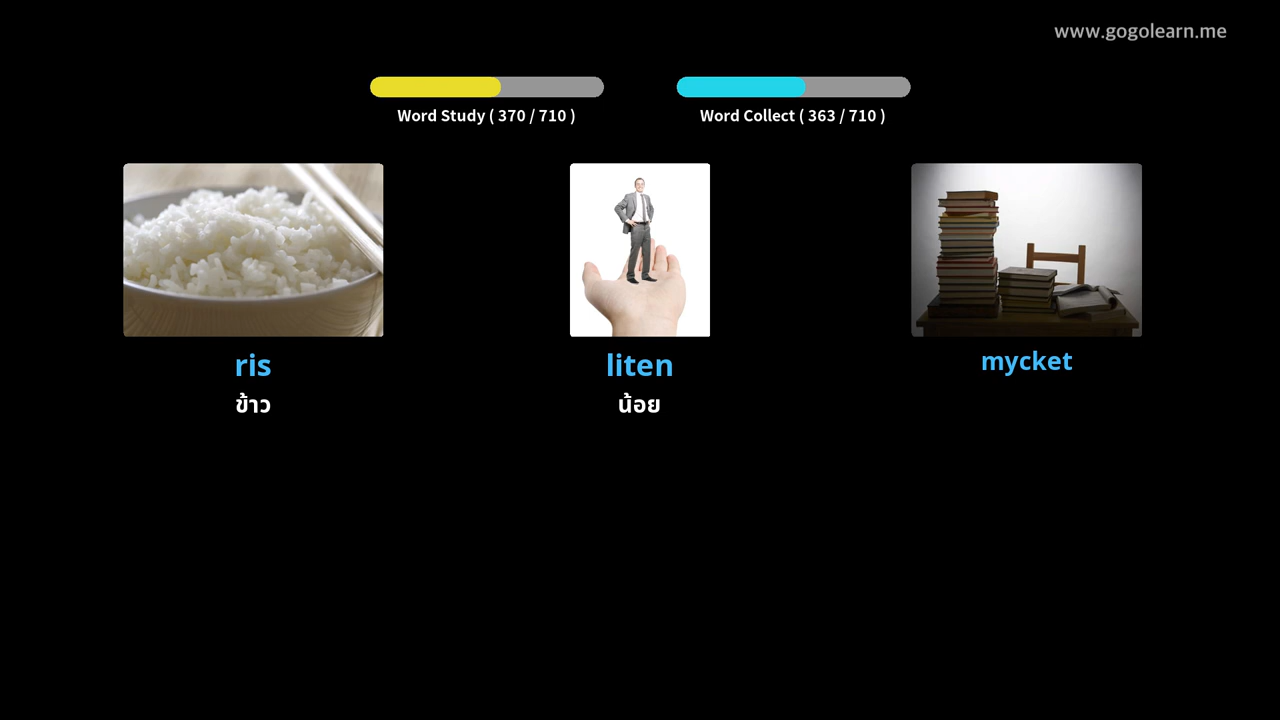 www.gogolearn.me
Word Study ( 370 / 710 )
Word Collect ( 363 / 710 )
ris
liten
mycket
ข้าว
น้อย